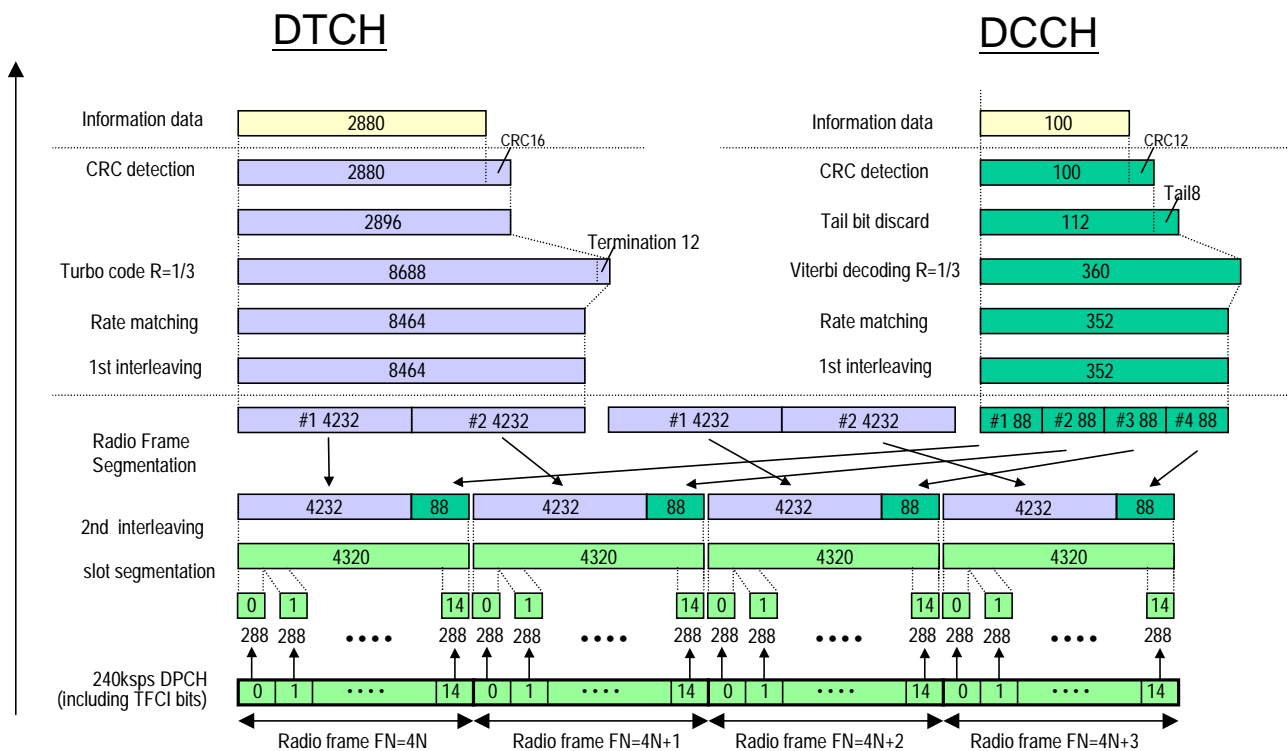 DTCH DCCH
Information data 2880 Information data 100
CRC16 CRC12
CRC detection 2880 CRC detection 100
Tail8
2896 Tail bit discard 112
Termination 12
Turbo code R=1/3 8688 Viterbi decoding R=1/3 360
Rate matching 8464 Rate matching 352
1st interleaving 8464 1st interleaving 352
#1 4232 #2 4232 #1 4232 #2 4232 #1 88 #2 88 #3 88 #4 88
Radio Frame
Segmentation
4232 88 4232 88 4232 88 4232 88
2nd interleaving
4320 4320 4320 4320
slot segmentation
0 1 14 0 1 14 0 1 14 0 1 14
288 288 •••• 288 288 288 •••• 288 288 288 •••• 288 288 288 •••• 288
240ksps DPCH
(including TFCI bits)
0 1 •••• 14 0 1 •••• 14 0 1 •••• 14 0 1 •••• 14
Radio frame FN=4N Radio frame FN=4N+1 Radio frame FN=4N+2 Radio frame FN=4N+3